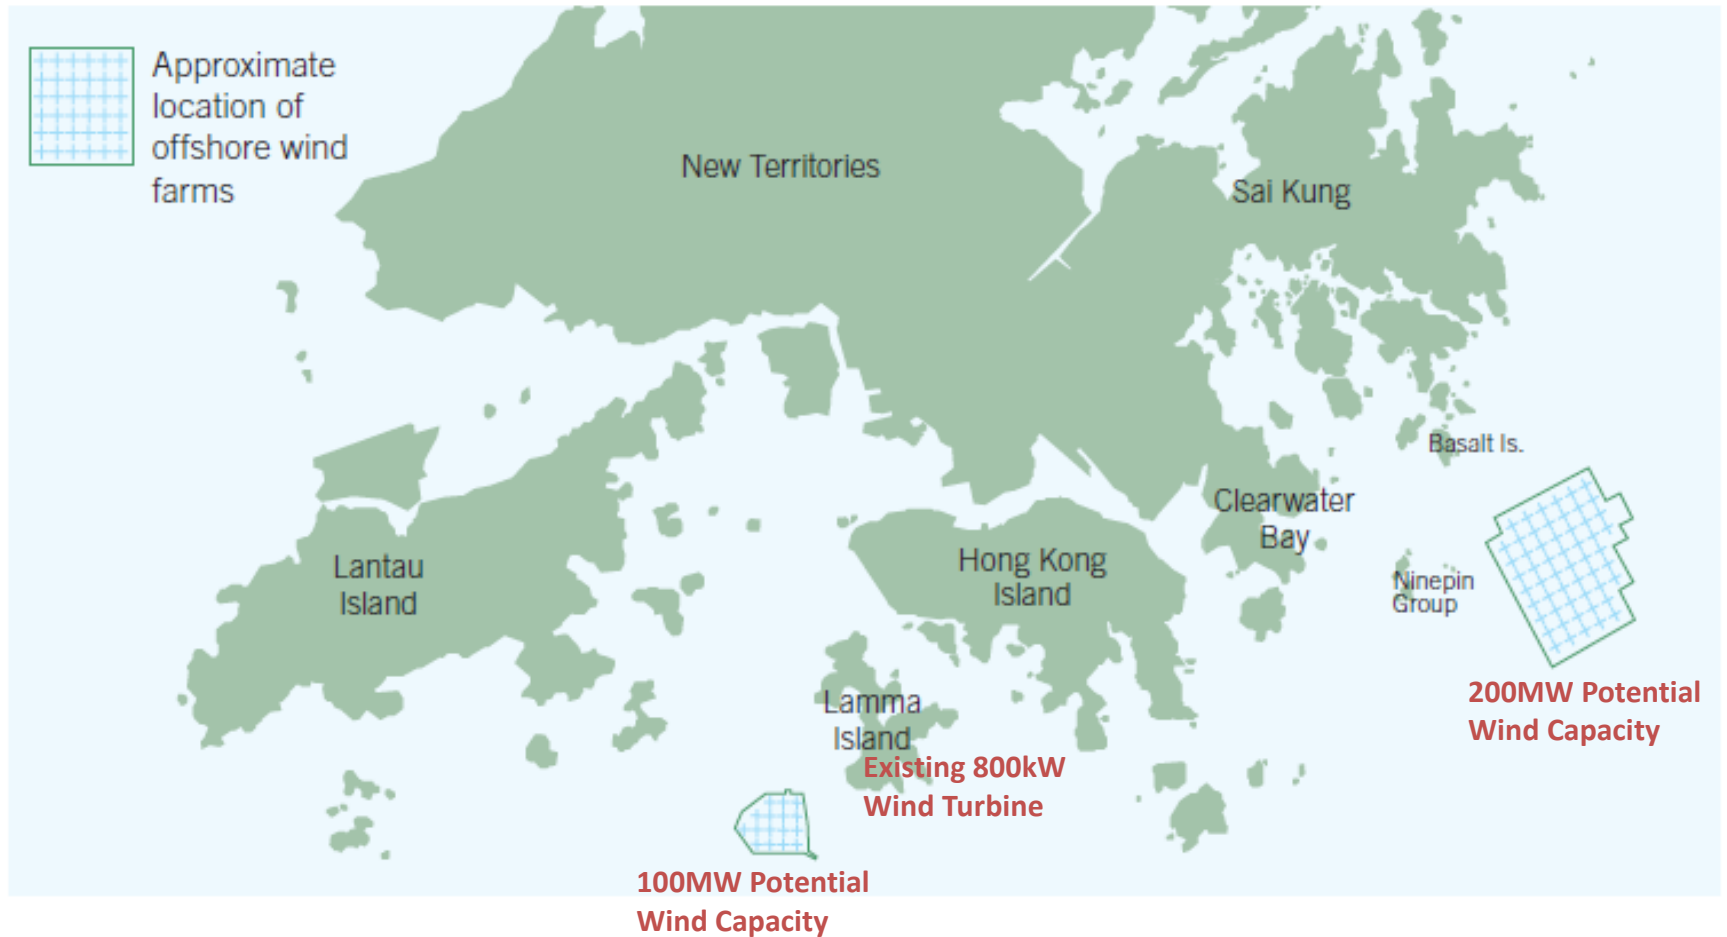 Approximate
location of
offshore wind
farms
New Territories
Sai Kung
Basalt Is.
Clearwater
Bay
Hong Kong
Island
Lantau
Island
Ninepin
Group
200MW Potential
Wind Capacity
Lamma
Island
Existing 800kW
Wind Turbine
100MW Potential
Wind Capacity